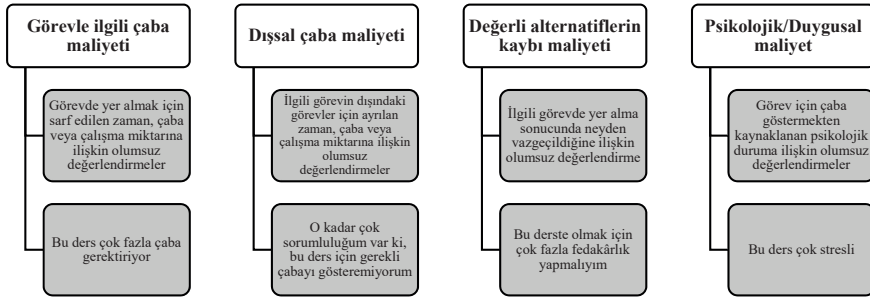 Görevle ilgili çaba
maliyeti
Görevde yer almak için
sarf edilen zaman, çaba
veya çalışma miktarına
ilişkin olumsuz
değerlendirmeler
Bu ders çok fazla çaba
gerektiriyor
Dışsal çaba maliyeti
İlgili görevin dışındaki
görevler için ayrılan
zaman, çaba veya
çalışma miktarına ilişkin
olumsuz
değerlendirmeler
O kadar çok
sorumluluğum var ki,
bu ders için gerekli
çabayı gösteremiyorum
Değerli alternatiflerin
kaybı maliyeti
İlgili görevde yer alma
sonucunda neyden
vazgeçildiğine ilişkin
olumsuz değerlendirme
Bu derste olmak için
çok fazla fedakârlık
yapmalıyım
Psikolojik/Duygusal
maliyet
Görev için çaba
göstermekten
kaynaklanan psikolojik
duruma ilişkin olumsuz
değerlendirmeler
Bu ders çok stresli